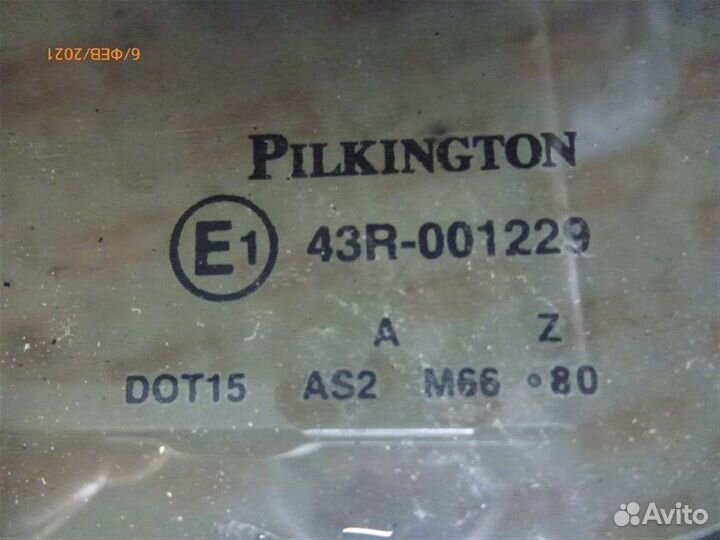 6/ФЕВ/2021
PILKINGTON
E1 43R-001229
A Z
DOT15 AS2 M66 •80
Avito